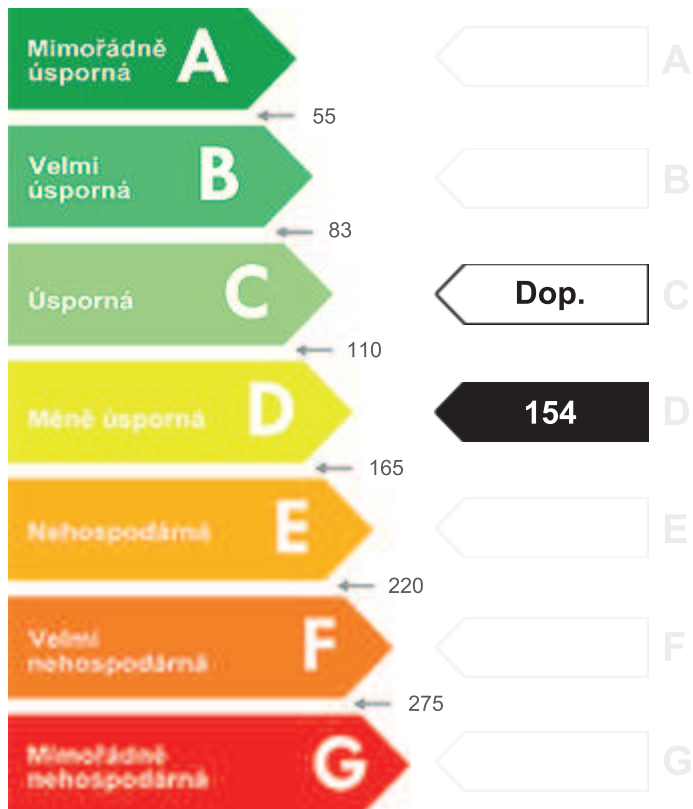 Mimořádně
úsporná
A
A
55
Velmi
úsporná
B
B
83
Úsporná
C
Dop.
C
110
Méně úsporná
D
154
D
165
Nehospodárná
E
E
220
Velmi
nehospodárná
F
F
275
Mimořádně
nehospodárná
G
G